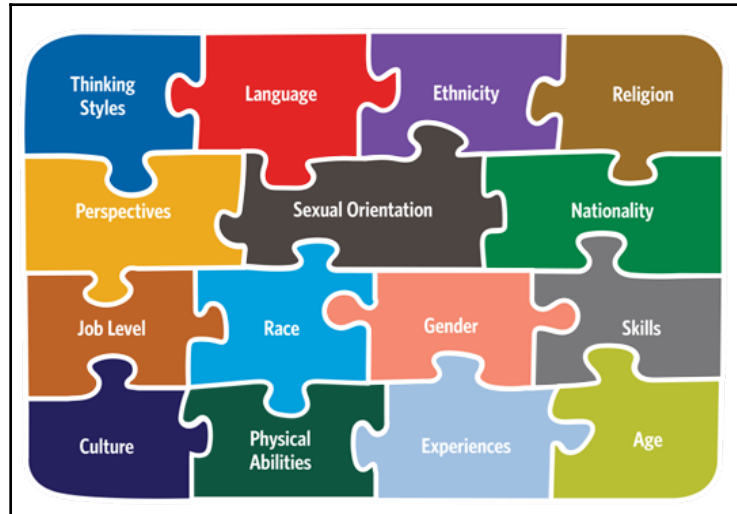 Thinking
Styles
Language
Ethnicity
Religion
Perspectives
Sexual Orientation
Nationality
Job Level
Race
Gender
Skills
Culture
Physical
Abilities
Experiences
Age